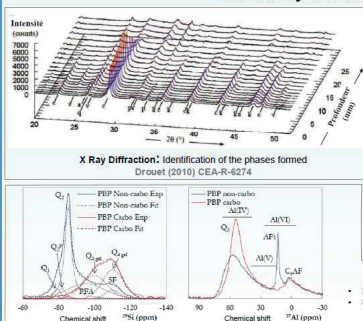 Intensité
(counts)
7000
6000
5000
4000
3000
2000
1000
0
20
30
40
50
2θ (°)
0
5
10
15
20
25
Profondeur (mm)
X Ray Diffraction: Identification of the phases formed
Drouet (2010) CEA-R-6274
PBP Non-carbo Exp
PBP Non-carbo Fit
PBP Carbo Exp
PBP Carbo Fit
Q2
Q1
Q3 pd
Q4 pd
PFA
SF
-60 -80 -100 -120 -140
Chemical shift 29Si (ppm)
PBP non-carbo
PBP carbo
Al(IV)
Al(VI)
Q3
AFt
Al(V)
CxAF
90 60 30 0 -30
Chemical shift 27Al (ppm)